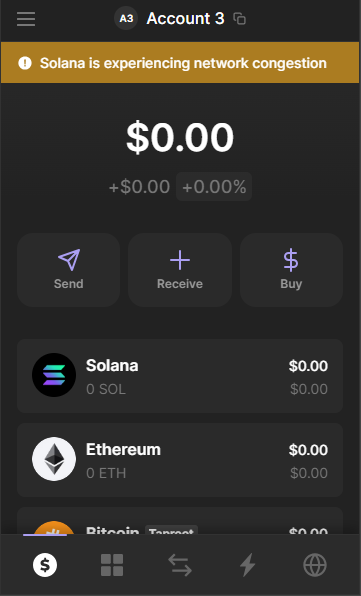 A3 Account 3
Solana is experiencing network congestion
$0.00
+$0.00 +0.00%
Send Receive Buy
Solana $0.00
0 SOL $0.00
Ethereum $0.00
0 ETH $0.00
Bitcoin Taproot $0.00